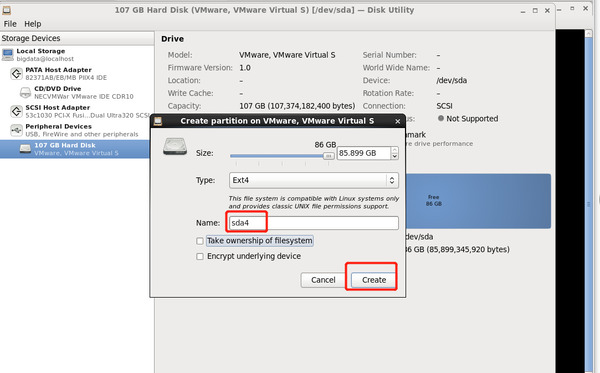 107 GB Hard Disk (VMware, VMware Virtual S) [/dev/sda] — Disk Utility
File Help
Storage Devices
Local Storage
bigdata@localhost
PATA Host Adapter
82371AB/EB/MB PIIX4 IDE
CD/DVD Drive
NECVMWar VMware IDE CDR10
SCSI Host Adapter
53c1030 PCI-X Fusi...Dual Ultra320 SCSI
Peripheral Devices
USB, FireWire and other peripherals
107 GB Hard Disk
VMware, VMware Virtual S
Drive
Model: VMware, VMware Virtual S Serial Number: –
Firmware Version: 1.0 World Wide Name: –
Location: – Device: /dev/sda
Write Cache: – Rotation Rate: –
Capacity: 107 GB (107,374,182,400 bytes) Connection: SCSI
us: Not Supported
hmark
re drive performance
Free
86 GB
dev/sda
6 GB (85,899,345,920 bytes)
Create partition on VMware, VMware Virtual S
86 GB
Size: 85.899 GB
Type: Ext4
This file system is compatible with Linux systems only
and provides classic UNIX file permissions support.
Name: sda4
Take ownership of filesystem
Encrypt underlying device
Cancel Create